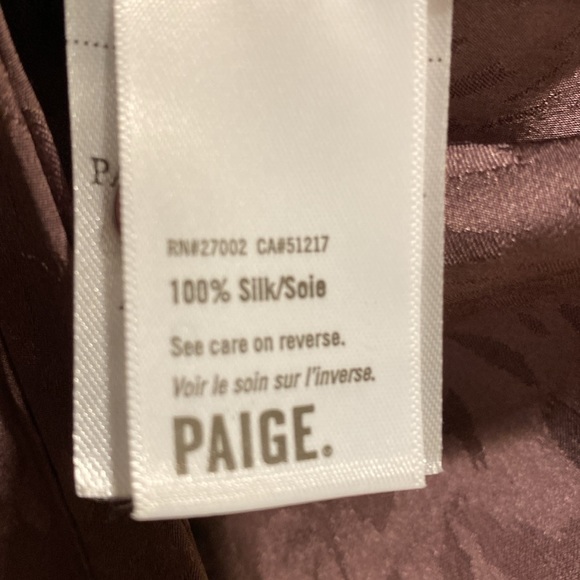 RN#27002 CA#51217
100% Silk/Soie
See care on reverse.
Voir le soin sur l'inverse.
PAIGE.